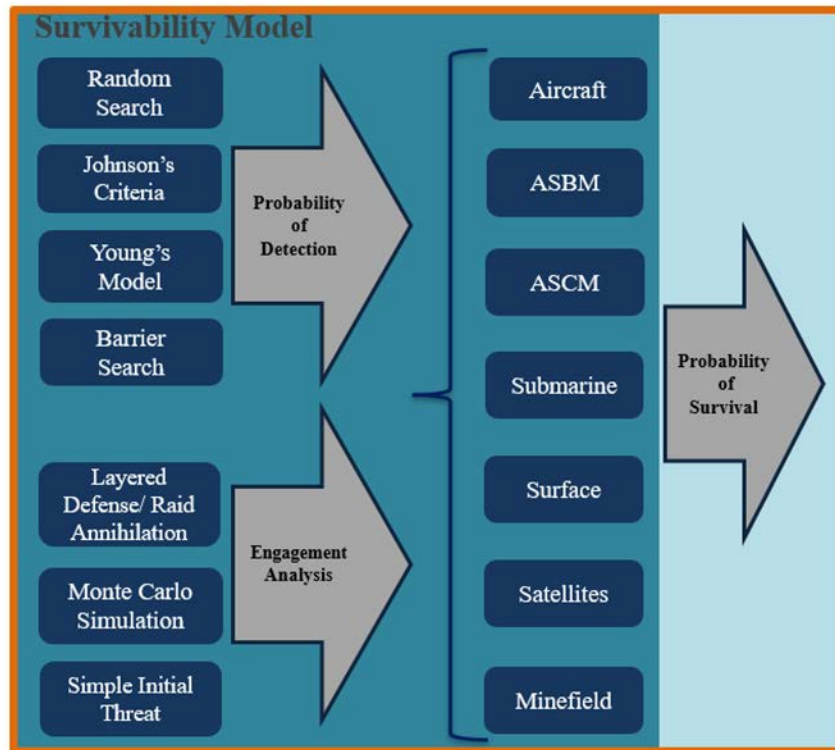 Survivability Model
Random
Search
Johnson's
Criteria
Young's
Model
Barrier
Search
Probability
of
Detection
Layered
Defense/ Raid
Annihilation
Monte Carlo
Simulation
Simple Initial
Threat
Engagement
Analysis
Aircraft
ASBM
ASCM
Submarine
Surface
Satellites
Minefield
Probability
of
Survival